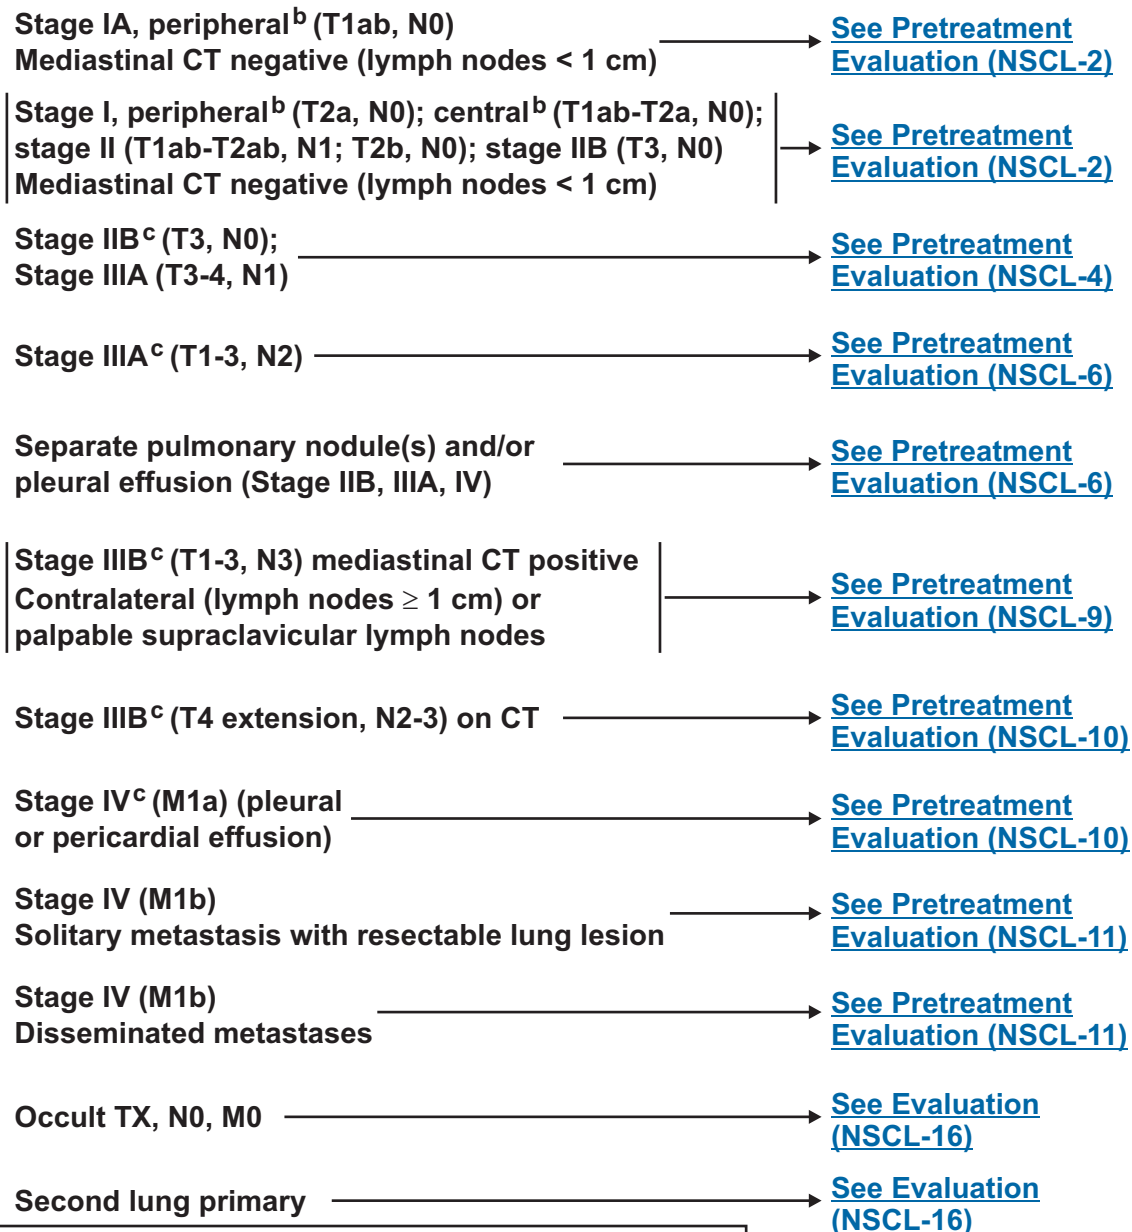 Stage IA, peripheral b (T1ab, N0)
Mediastinal CT negative (lymph nodes < 1 cm)
See Pretreatment
Evaluation (NSCL-2)
Stage I, peripheral b (T2a, N0); central b (T1ab-T2a, N0);
stage II (T1ab-T2ab, N1; T2b, N0); stage IIB (T3, N0)
Mediastinal CT negative (lymph nodes < 1 cm)
See Pretreatment
Evaluation (NSCL-2)
Stage IIB c (T3, N0);
Stage IIIA (T3-4, N1)
See Pretreatment
Evaluation (NSCL-4)
Stage IIIA c (T1-3, N2)
See Pretreatment
Evaluation (NSCL-6)
Separate pulmonary nodule(s) and/or
pleural effusion (Stage IIB, IIIA, IV)
See Pretreatment
Evaluation (NSCL-6)
Stage IIIB c (T1-3, N3) mediastinal CT positive
Contralateral (lymph nodes ≥ 1 cm) or
palpable supraclavicular lymph nodes
See Pretreatment
Evaluation (NSCL-9)
Stage IIIB c (T4 extension, N2-3) on CT
See Pretreatment
Evaluation (NSCL-10)
Stage IV c (M1a) (pleural
or pericardial effusion)
See Pretreatment
Evaluation (NSCL-10)
Stage IV (M1b)
Solitary metastasis with resectable lung lesion
See Pretreatment
Evaluation (NSCL-11)
Stage IV (M1b)
Disseminated metastases
See Pretreatment
Evaluation (NSCL-11)
Occult TX, N0, M0
See Evaluation
(NSCL-16)
Second lung primary
See Evaluation
(NSCL-16)